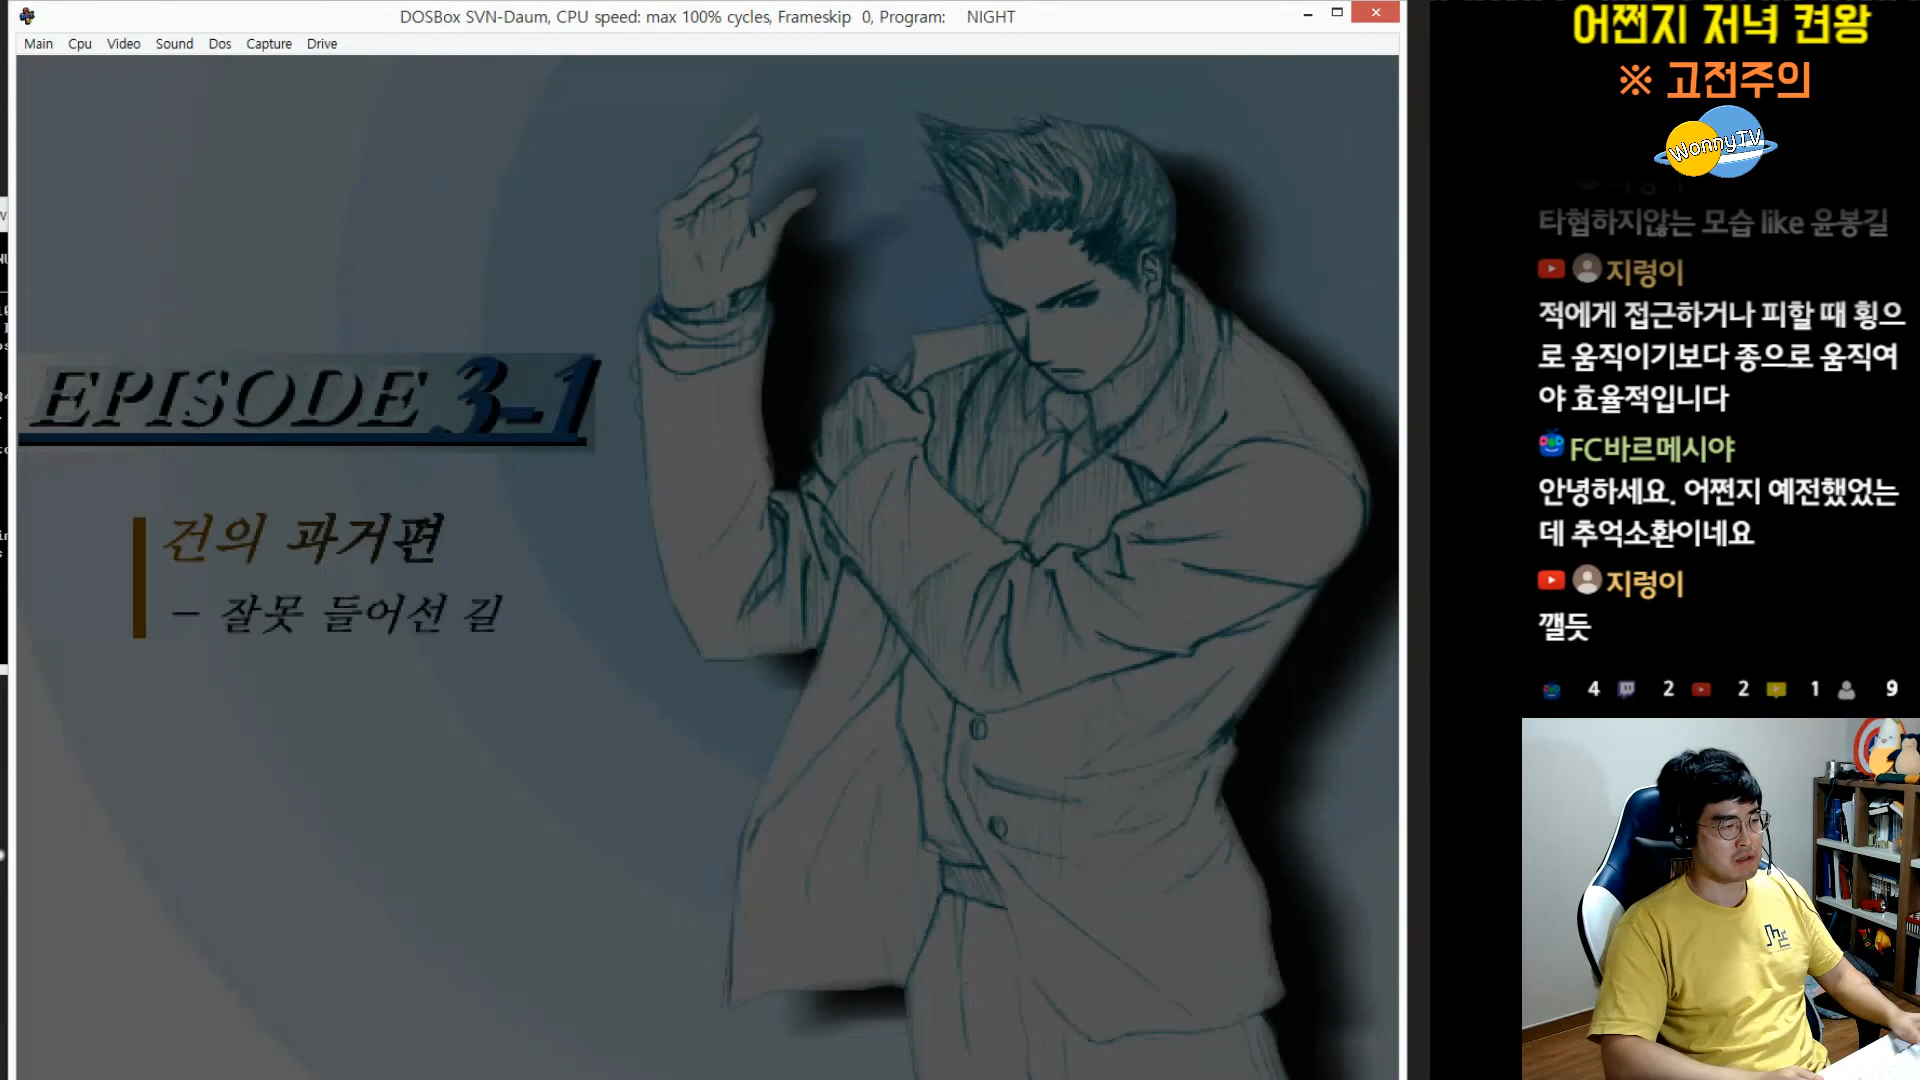 DOSBox SVN-Daum, CPU speed: max 100% cycles, Frameskip 0, Program: NIGHT
Main Cpu Video Sound Dos Capture Drive
EPISODE 3-1
건의 과거편
- 잘못 들어선 길
어쩐지 저녁 켠왕
※ 고전주의
WonnyTV
타협하지않는 모습 like 윤봉길
지렁이
적에게 접근하거나 피할 때 횡으
로 움직이기보다 종으로 움직여
야 효율적입니다
FC바르메시야
안녕하세요. 어쩐지 예전했었는
데 추억소환이네요
지렁이
깰듯
4 2 2 1 9